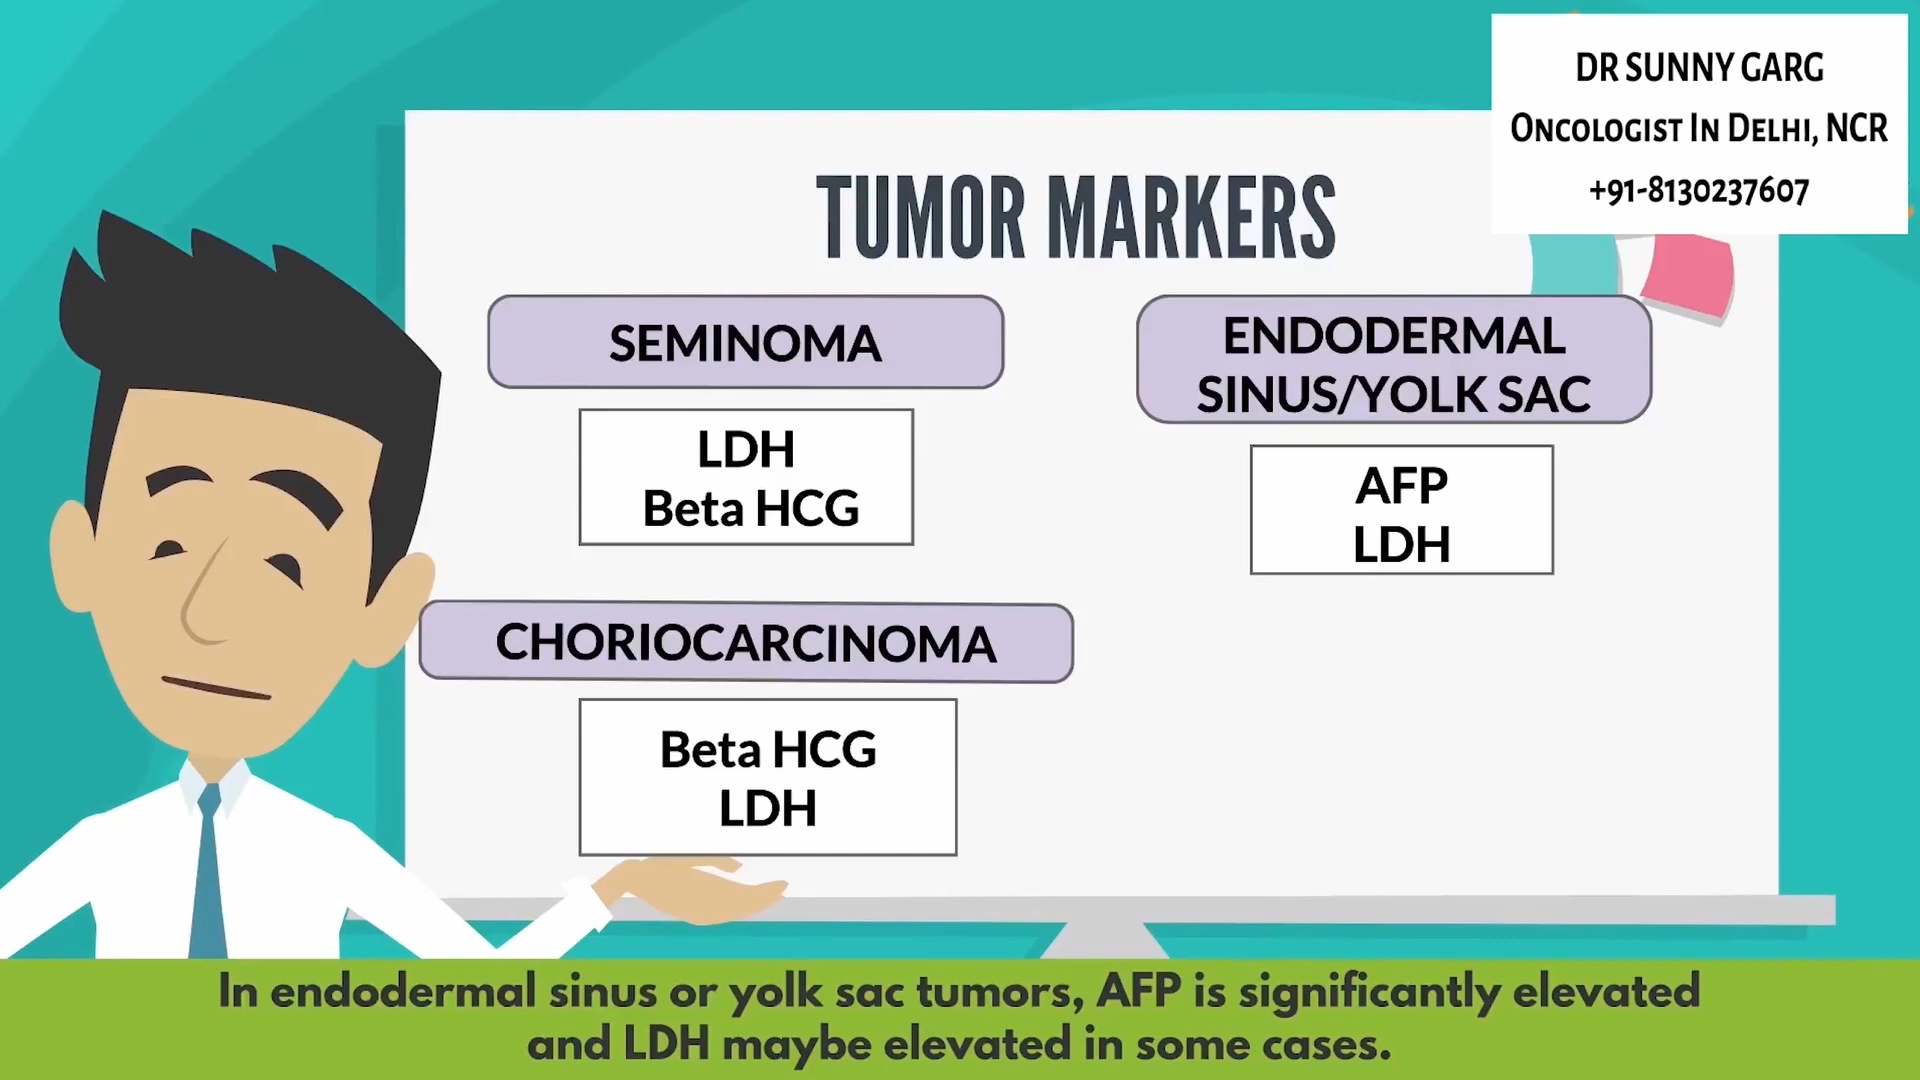 DR SUNNY GARG
ONCOLOGIST IN DELHI, NCR
+91-8130237607
TUMOR MARKERS
SEMINOMA
LDH
Beta HCG
ENDODERMAL
SINUS/YOLK SAC
AFP
LDH
CHORIOCARCINOMA
Beta HCG
LDH
In endodermal sinus or yolk sac tumors, AFP is significantly elevated
and LDH maybe elevated in some cases.